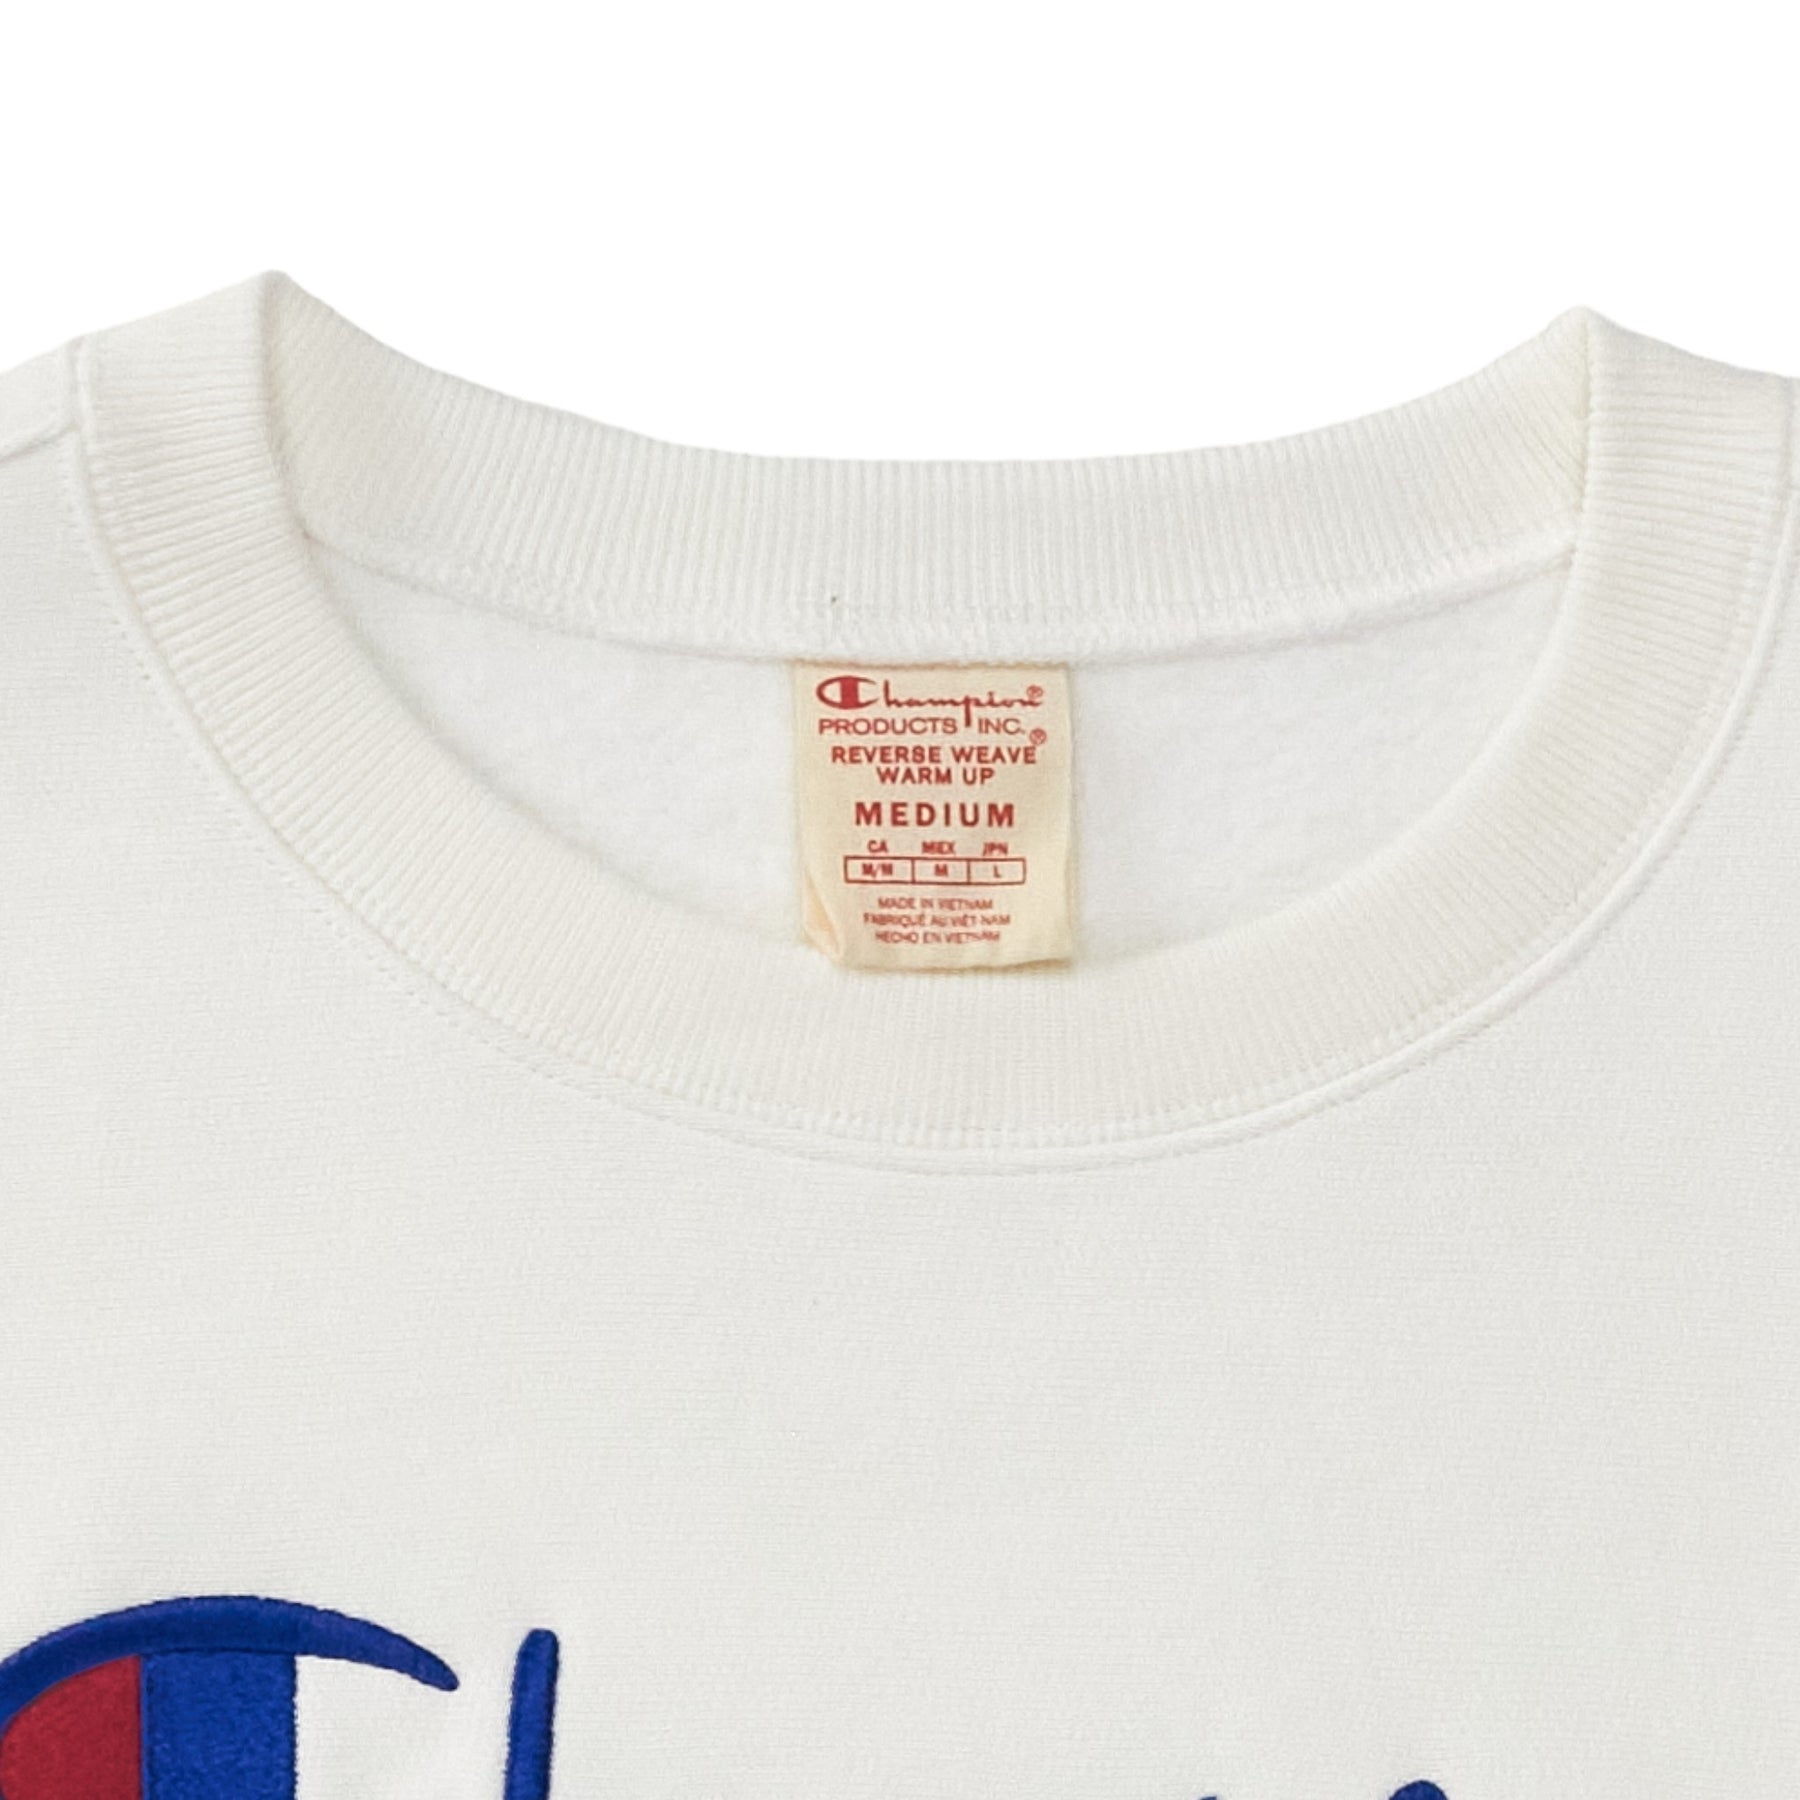 Champion®
PRODUCTS INC.
REVERSE WEAVE®
WARM UP
MEDIUM
CA MEX JPN
M/M M L
MADE IN VIETNAM
FABRIQUÉ AU VIÊT-NAM
HECHO EN VIETNAM